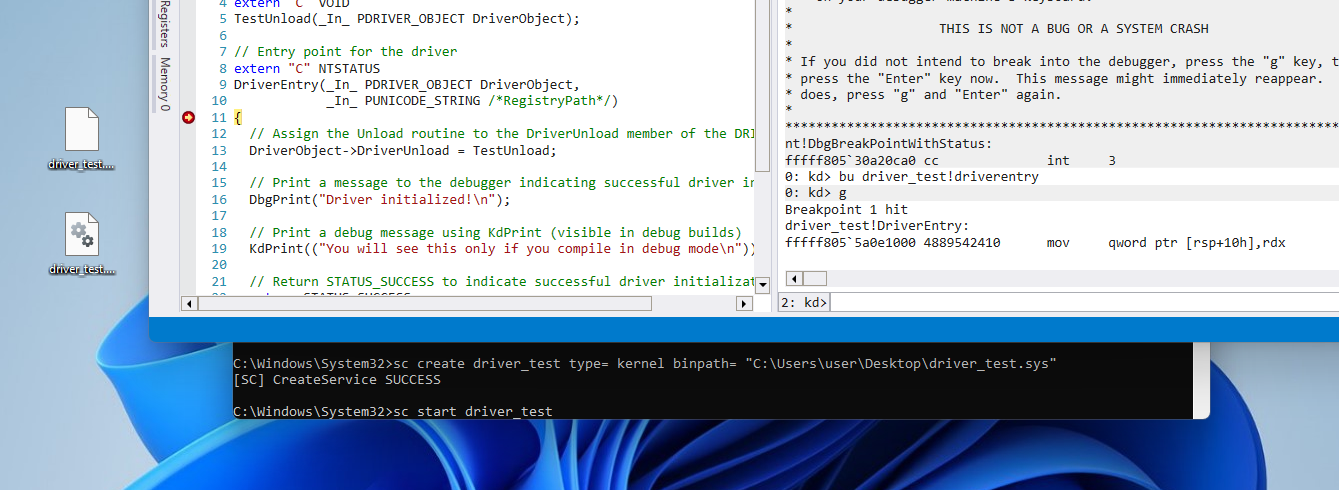 Registers
Memory 0
4 extern "C" VOID
5 TestUnload(_In_ PDRIVER_OBJECT DriverObject);
6
7 // Entry point for the driver
8 extern "C" NTSTATUS
9 DriverEntry(_In_ PDRIVER_OBJECT DriverObject,
10 _In_ PUNICODE_STRING /*RegistryPath*/)
11 {
12 // Assign the Unload routine to the DriverUnload member of the DRI
13 DriverObject->DriverUnload = TestUnload;
14
15 // Print a message to the debugger indicating successful driver in
16 DbgPrint("Driver initialized!\n");
17
18 // Print a debug message using KdPrint (visible in debug builds)
19 KdPrint(("You will see this only if you compile in debug mode\n"))
20
21 // Return STATUS_SUCCESS to indicate successful driver initializat
*
* THIS IS NOT A BUG OR A SYSTEM CRASH
*
* If you did not intend to break into the debugger, press the "g" key, t
* press the "Enter" key now. This message might immediately reappear.
* does, press "g" and "Enter" again.
*
*******************************************************************************
nt!DbgBreakPointWithStatus:
fffff805`30a20ca0 cc int 3
0: kd> bu driver_test!driverentry
0: kd> g
Breakpoint 1 hit
driver_test!DriverEntry:
fffff805`5a0e1000 4889542410 mov qword ptr [rsp+10h],rdx
2: kd>
driver_test....
driver_test....
C:\Windows\System32>sc create driver_test type= kernel binpath= "C:\Users\user\Desktop\driver_test.sys"
[SC] CreateService SUCCESS
C:\Windows\System32>sc start driver_test